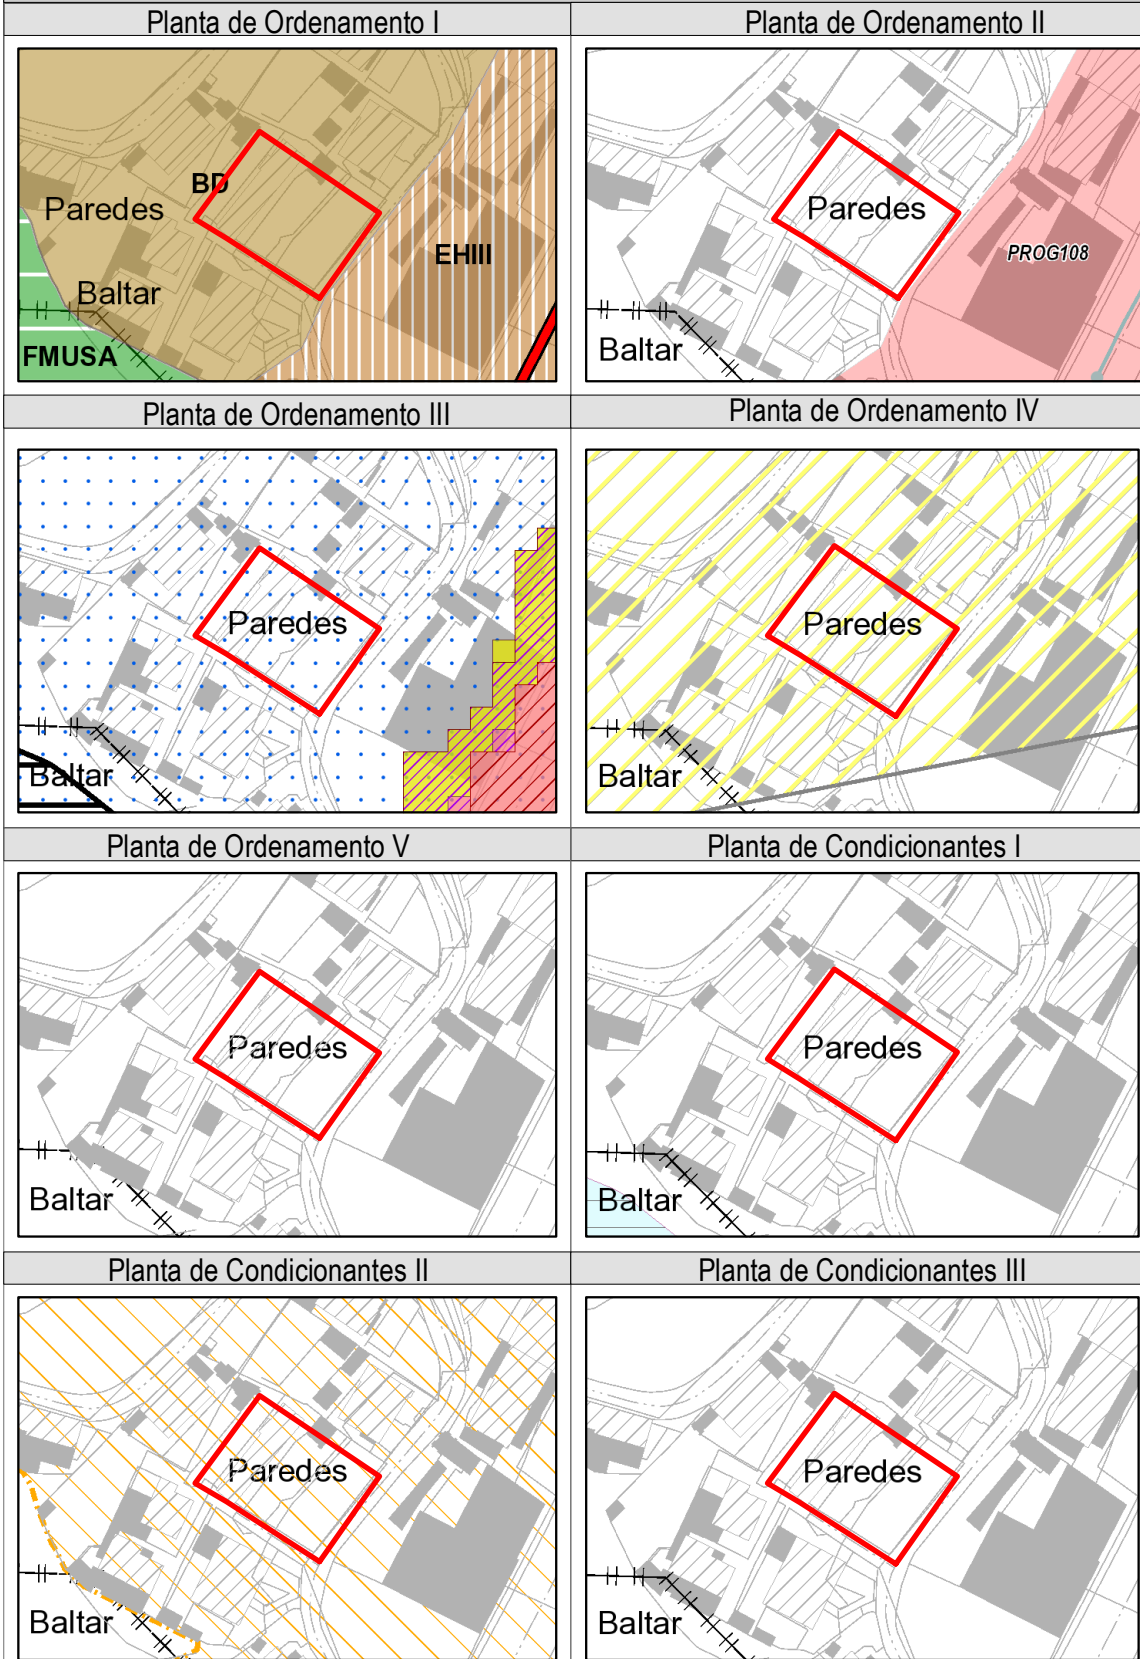 Planta de Ordenamento I
Planta de Ordenamento II
BD
Paredes
EHIII
Baltar
FMUSA
Paredes
PROG108
Baltar
Planta de Ordenamento III
Planta de Ordenamento IV
Paredes
Baltar
Paredes
Baltar
Planta de Ordenamento V
Planta de Condicionantes I
Paredes
Baltar
Paredes
Baltar
Planta de Condicionantes II
Planta de Condicionantes III
Paredes
Baltar
Paredes
Baltar